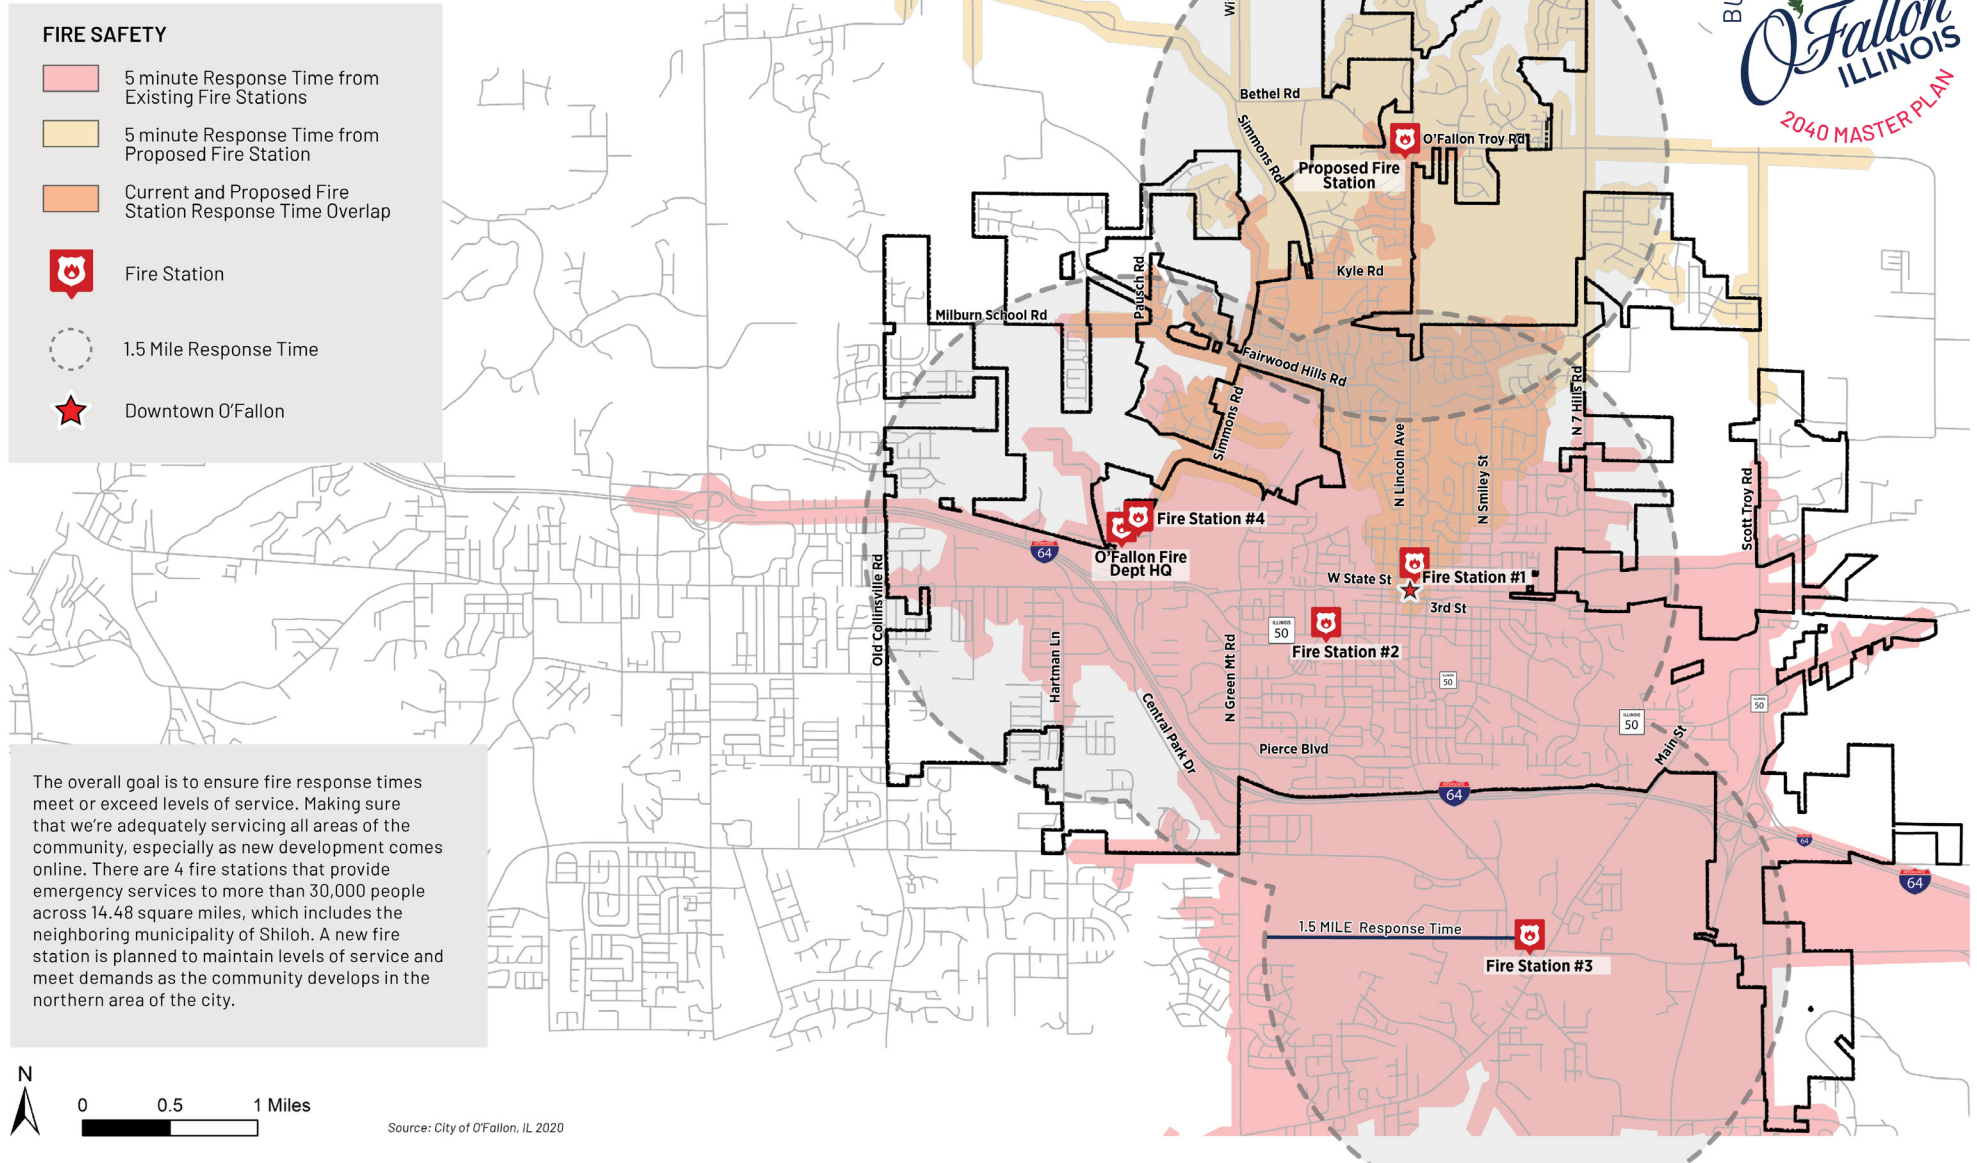 FIRE SAFETY
5 minute Response Time from
Existing Fire Stations
5 minute Response Time from
Proposed Fire Station
Current and Proposed Fire
Station Response Time Overlap
Fire Station
1.5 Mile Response Time
Downtown O'Fallon
O'Fallon
ILLINOIS
2040 MASTER PLAN
Bethel Rd
Simmons Rd
O'Fallon Troy Rd
Proposed Fire
Station
Kyle Rd
Pausch Rd
Milburn School Rd
Fairwood Hills Rd
Simmons Rd
N 7 Hills Rd
N Lincoln Ave
N Smiley St
Scott Troy Rd
Fire Station #4
64
O'Fallon Fire
Dept HQ
Old Collinsville Rd
W State St
Fire Station #1
3rd St
ILLINOIS
50
Fire Station #2
Hartman Ln
N Green Mt Rd
ILLINOIS
50
ILLINOIS
50
ILLINOIS
50
Central Park Dr
Main St
Pierce Blvd
64
64
64
1.5 MILE Response Time
Fire Station #3
The overall goal is to ensure fire response times
meet or exceed levels of service. Making sure
that we're adequately servicing all areas of the
community, especially as new development comes
online. There are 4 fire stations that provide
emergency services to more than 30,000 people
across 14.48 square miles, which includes the
neighboring municipality of Shiloh. A new fire
station is planned to maintain levels of service and
meet demands as the community develops in the
northern area of the city.
N
0 0.5 1 Miles
Source: City of O'Fallon, IL 2020